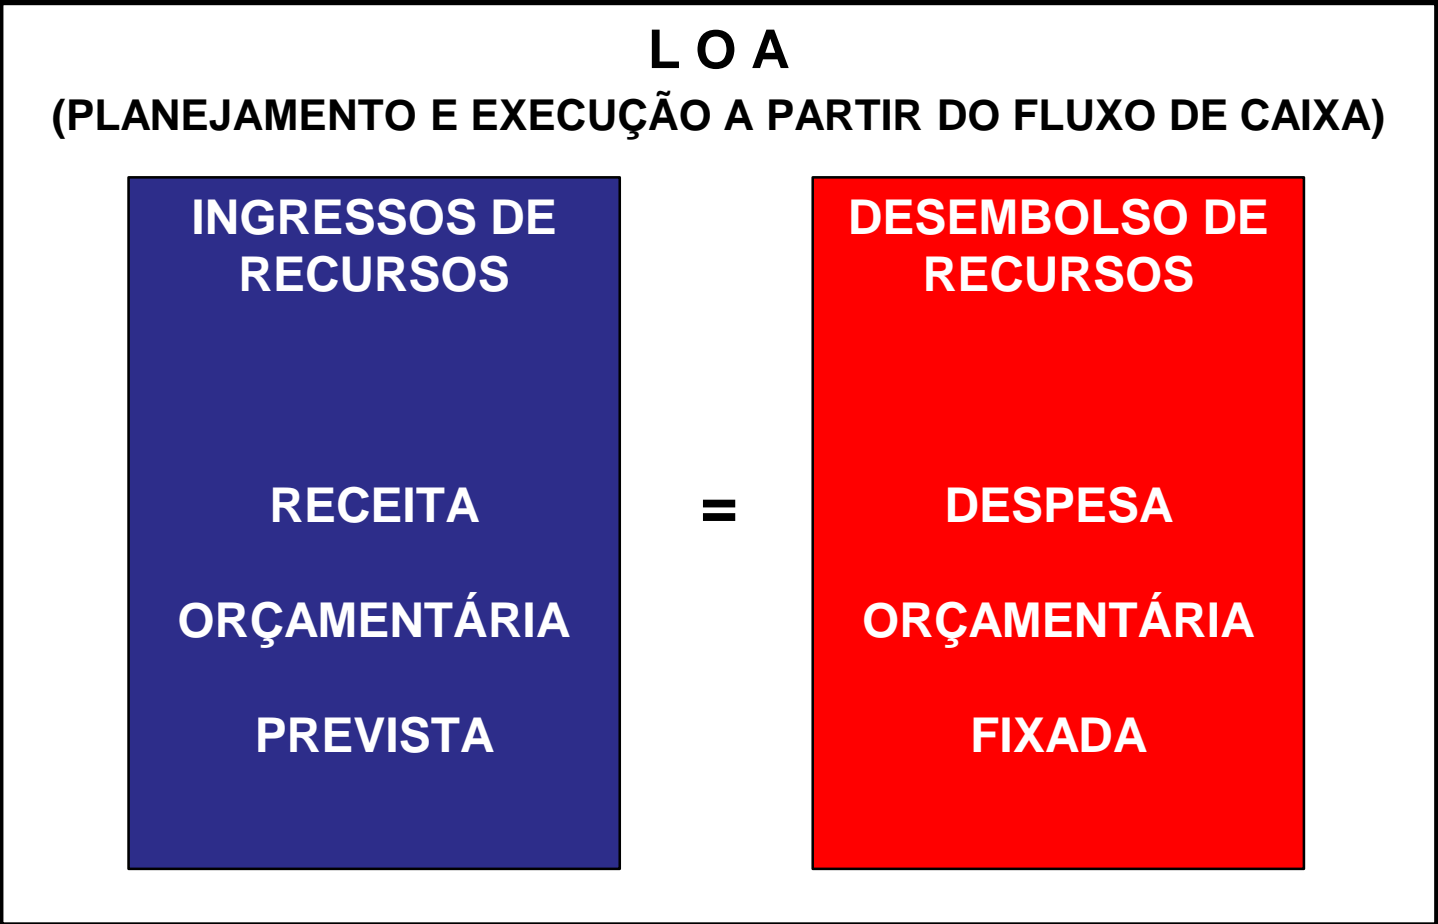 L O A
(PLANEJAMENTO E EXECUÇÃO A PARTIR DO FLUXO DE CAIXA)
INGRESSOS DE
RECURSOS
RECEITA
ORÇAMENTÁRIA
PREVISTA
=
DESEMBOLSO DE
RECURSOS
DESPESA
ORÇAMENTÁRIA
FIXADA